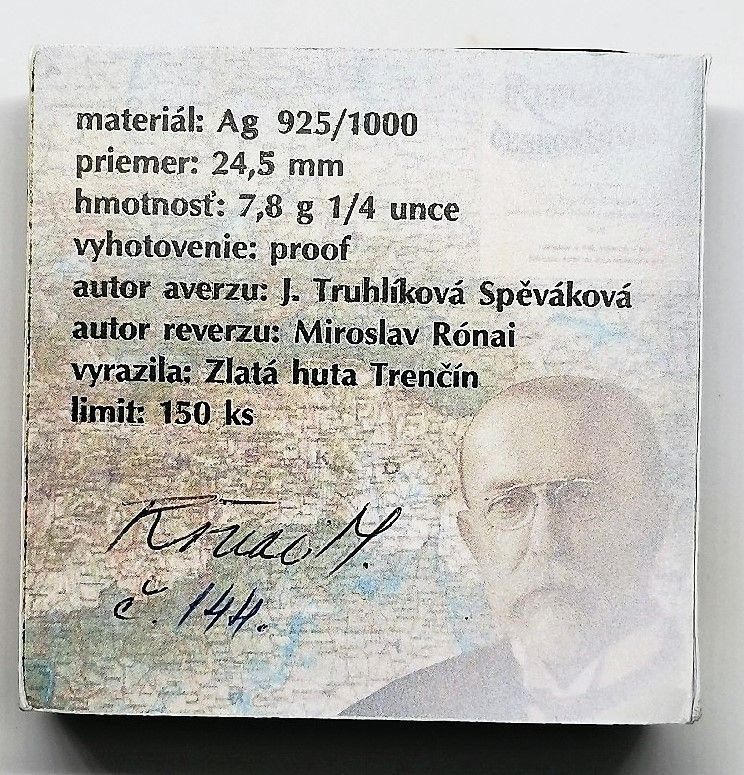 materiál: Ag 925/1000
priemer: 24,5 mm
hmotnosť: 7,8 g 1/4 unce
vyhotovenie: proof
autor averzu: J. Truhlíková Spěváková
autor reverzu: Miroslav Rónai
vyrazila: Zlatá huta Trenčín
limit: 150 ks
Rónai M.
č. 144.